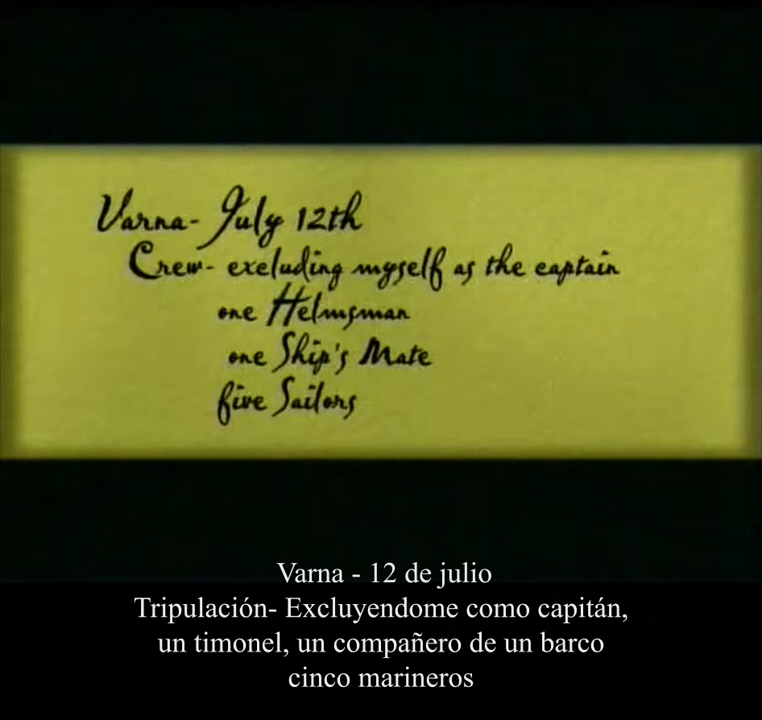 Varna- July 12th
Crew- excluding myself as the captain
one Helmsman
one Ship's Mate
five Sailors
Varna - 12 de julio
Tripulación- Excluyendome como capitán,
un timonel, un compañero de un barco
cinco marineros